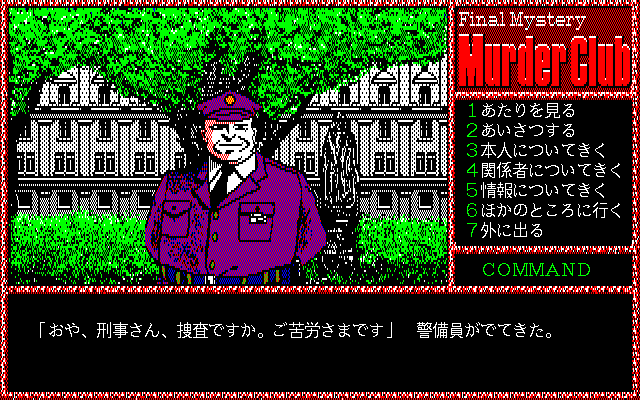 Final Mystery
Murder Club
1 あたりを見る
2 あいさつする
3 本人についてきく
4 関係者についてきく
5 情報についてきく
6 ほかのところに行く
7 外に出る
COMMAND
「おや、刑事さん、捜査ですか。ご苦労さまです」　警備員がでてきた。